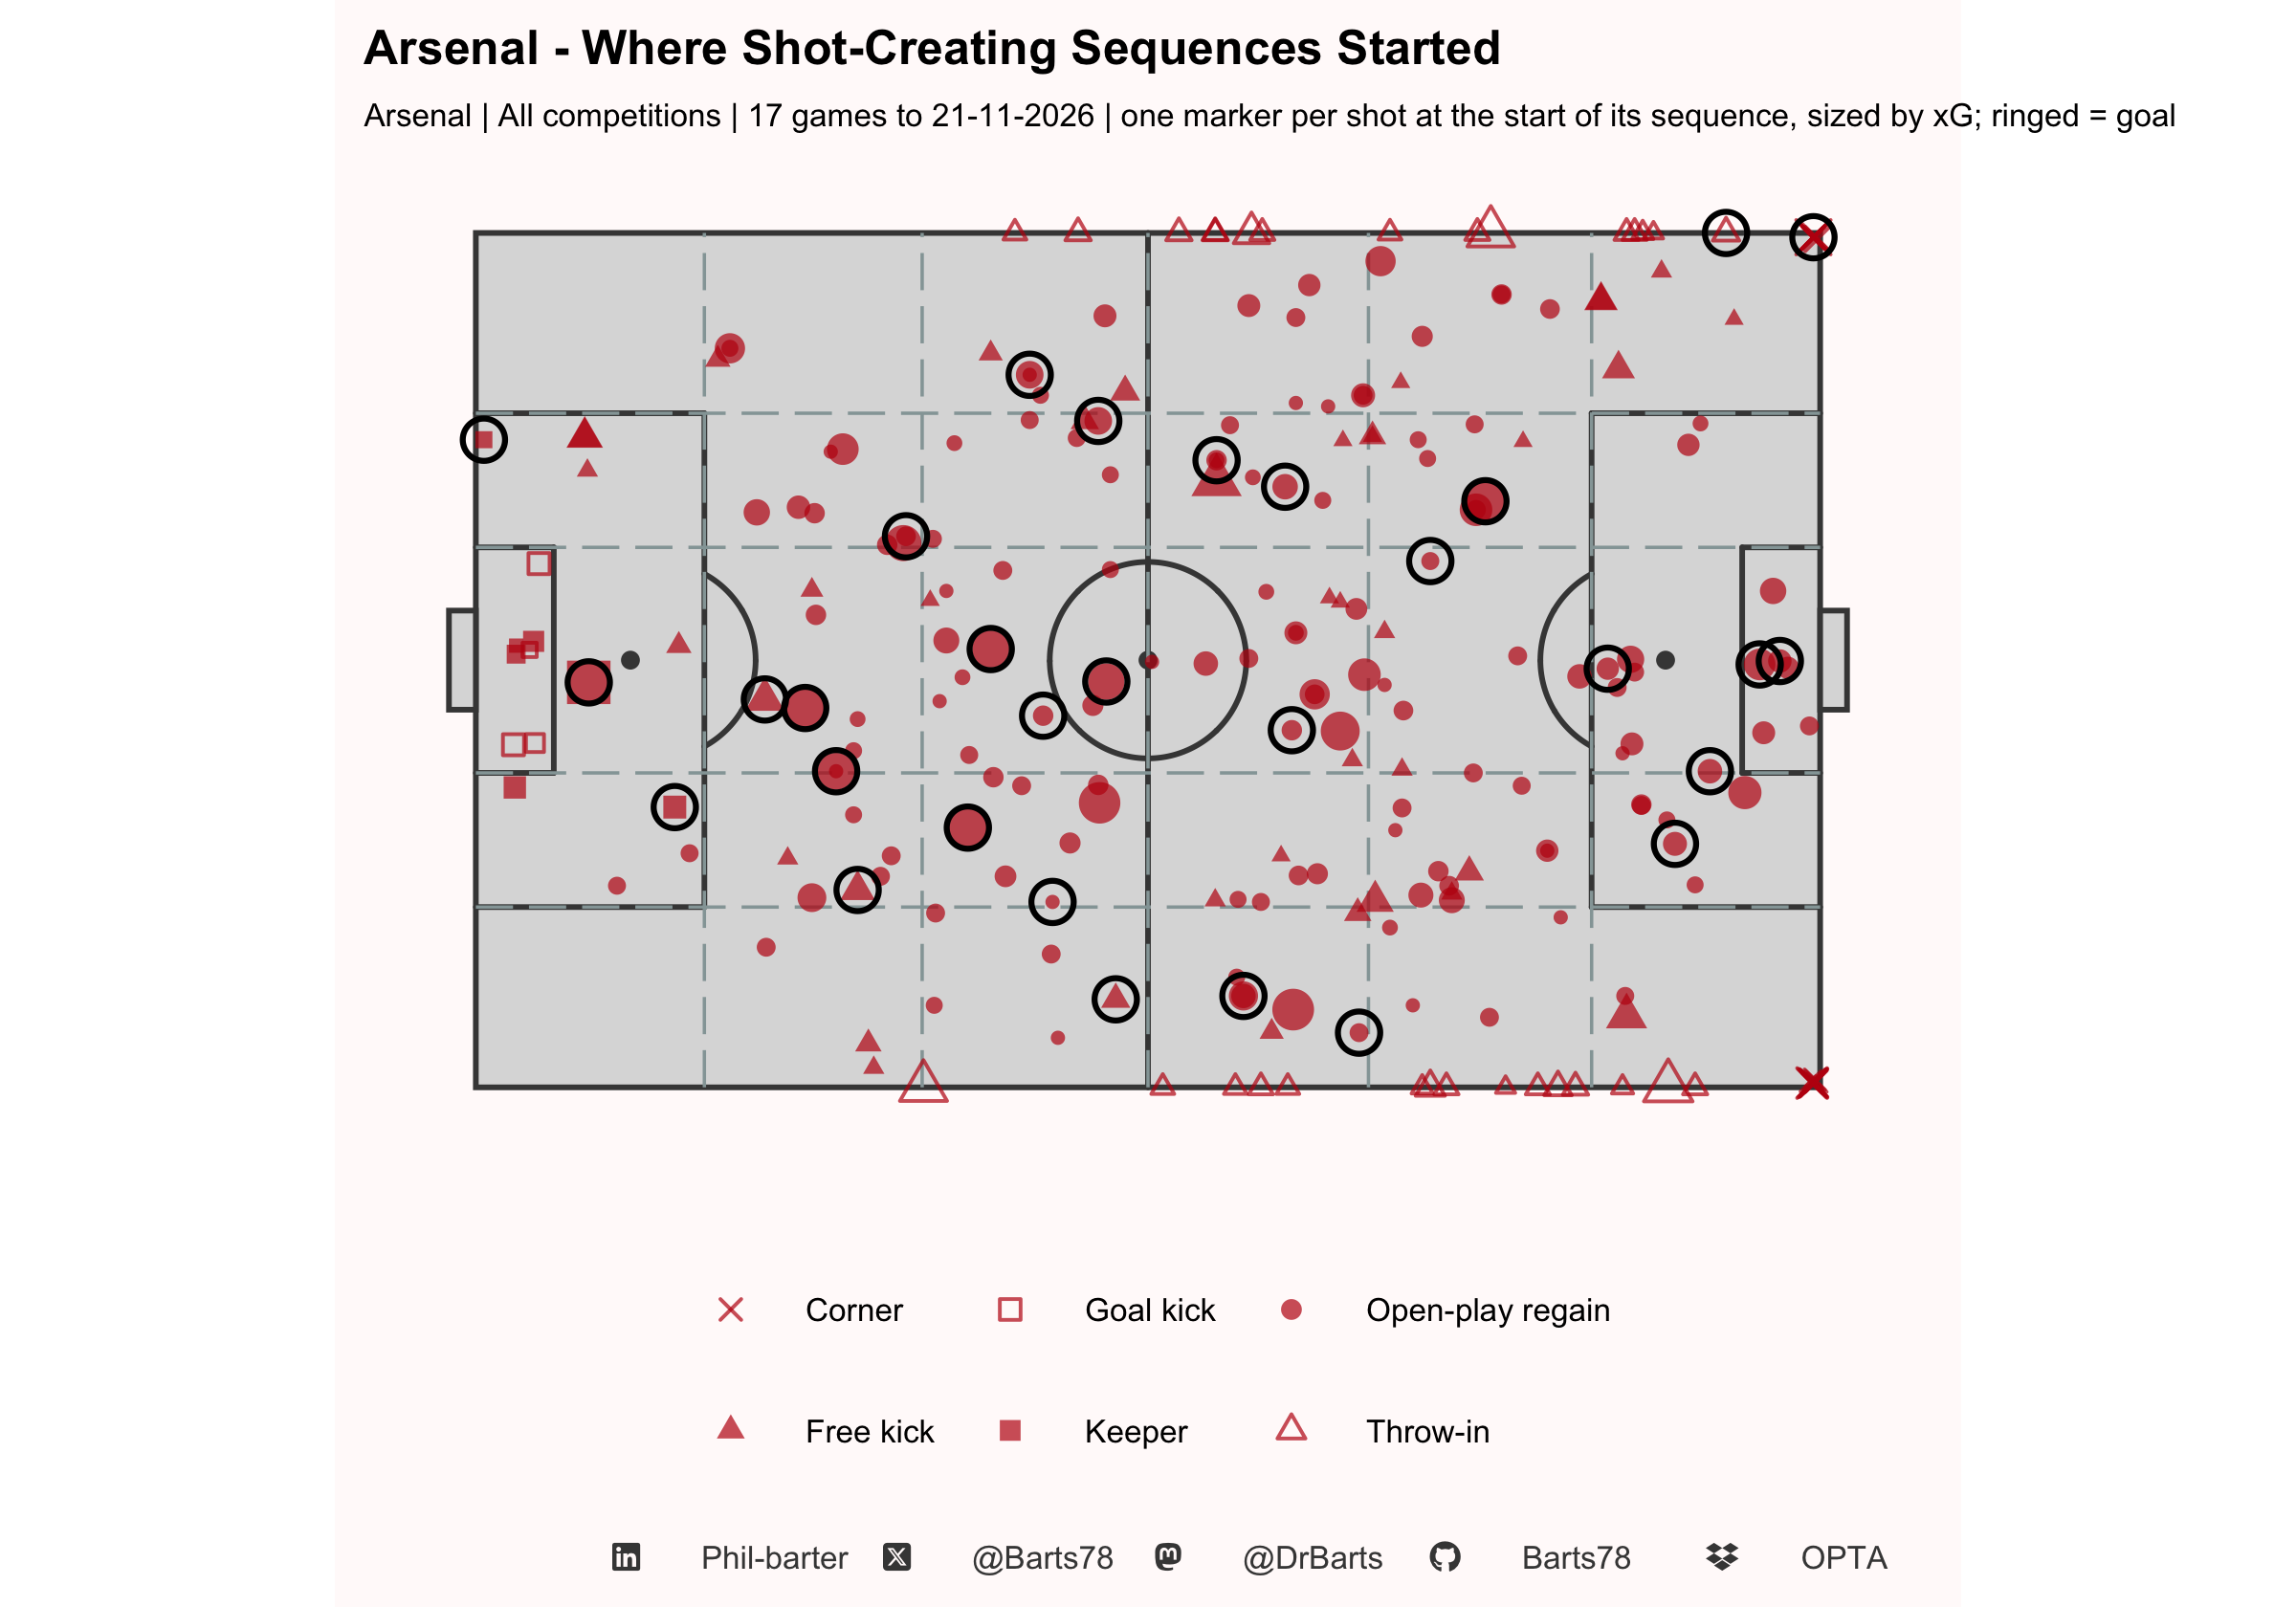 Arsenal - Where Shot-Creating Sequences Started
Arsenal | All competitions | 17 games to 21-11-2026 | one marker per shot at the start of its sequence, sized by xG; ringed = goal
Corner Goal kick Open-play regain
Free kick Keeper Throw-in
Phil-barter @Barts78 @DrBarts Barts78 OPTA